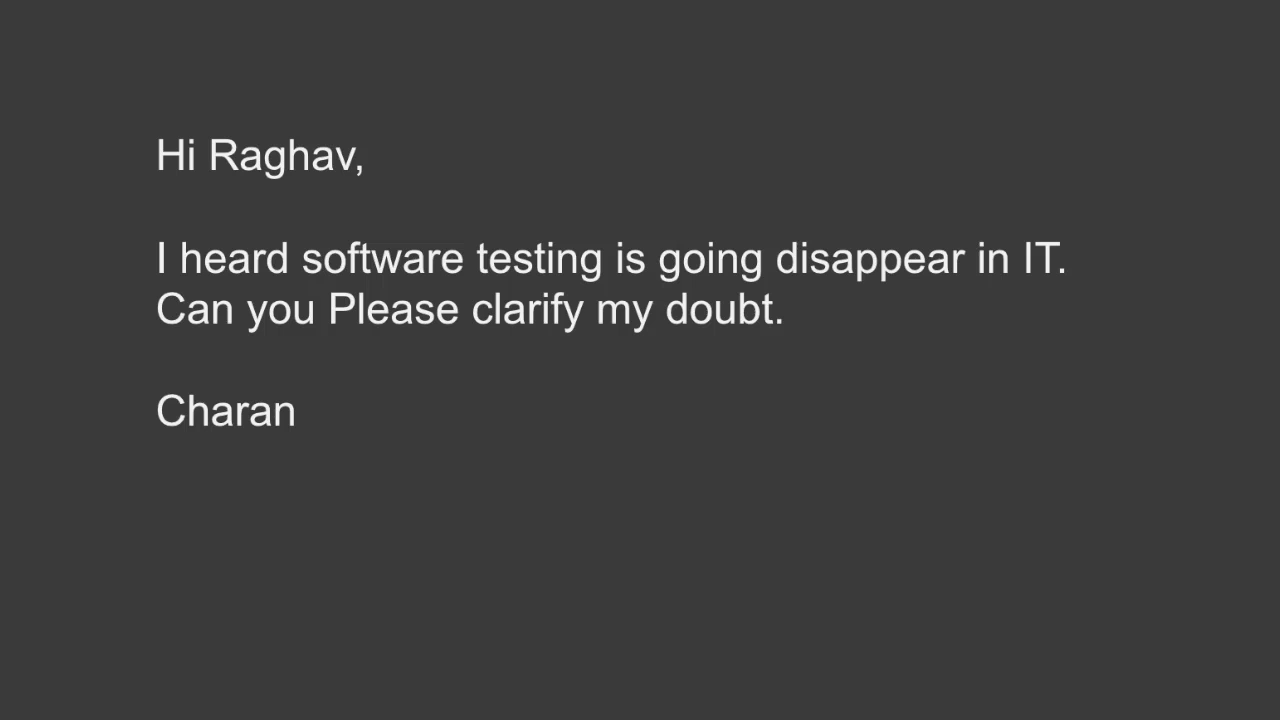 Hi Raghav,
I heard software testing is going disappear in IT.
Can you Please clarify my doubt.
Charan